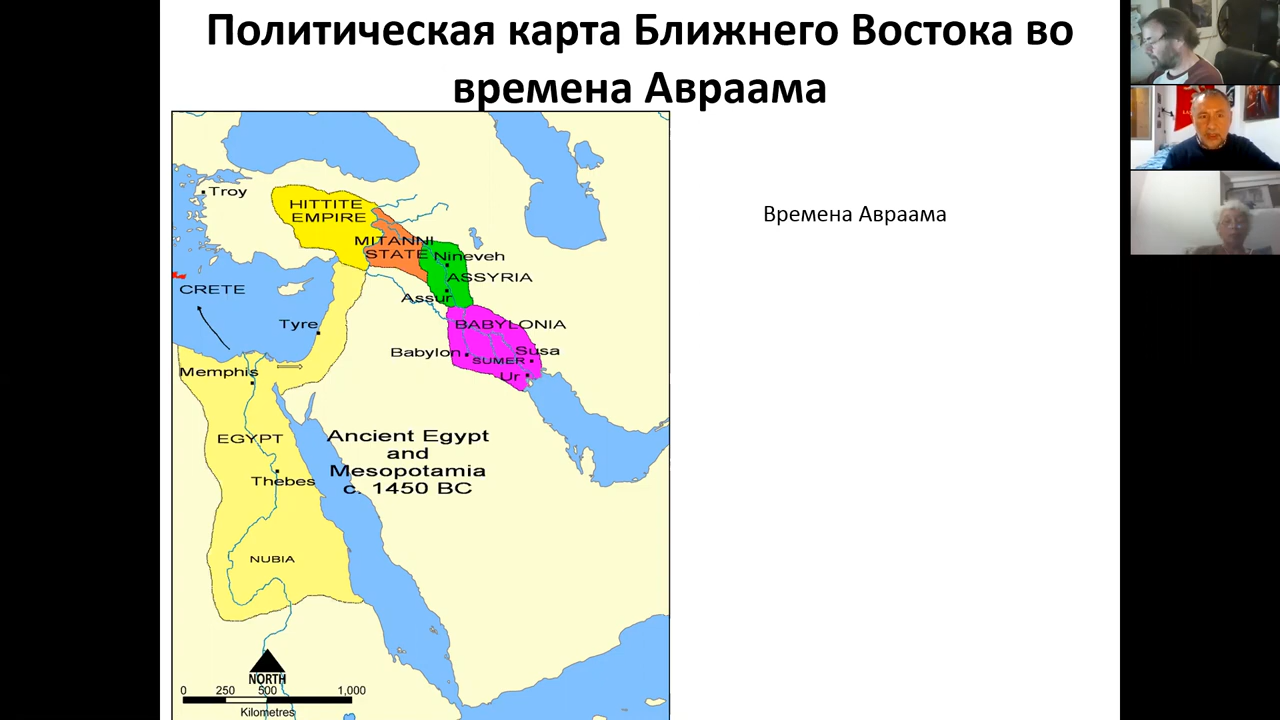 Политическая карта Ближнего Востока во
времена Авраама
Troy
HITTITE
EMPIRE
MITANNI
STATE
Nineveh
ASSYRIA
Assur
CRETE
Tyre
BABYLONIA
Babylon
SUMER
Susa
Ur
Memphis
EGYPT
Thebes
NUBIA
Ancient Egypt
and
Mesopotamia
c. 1450 BC
NORTH
0 250 500 1,000
Kilometres
Времена Авраама